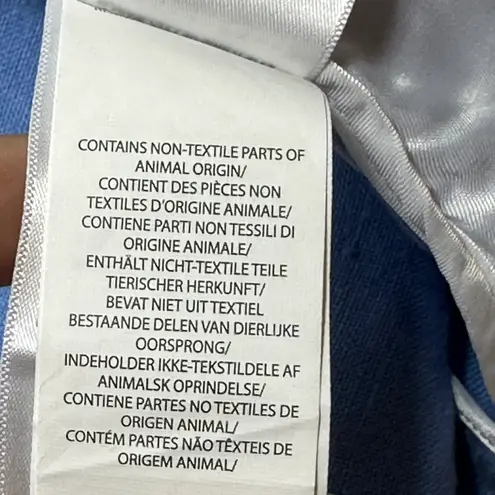 CONTAINS NON-TEXTILE PARTS OF
ANIMAL ORIGIN/
CONTIENT DES PIÈCES NON
TEXTILES D'ORIGINE ANIMALE/
CONTIENE PARTI NON TESSILI DI
ORIGINE ANIMALE/
ENTHÄLT NICHT-TEXTILE TEILE
TIERISCHER HERKUNFT/
BEVAT NIET UIT TEXTIEL
BESTAANDE DELEN VAN DIERLIJKE
OORSPRONG/
INDEHOLDER IKKE-TEKSTILDELE AF
ANIMALSK OPRINDELSE/
CONTIENE PARTES NO TEXTILES DE
ORIGEN ANIMAL/
CONTÉM PARTES NÃO TÊXTEIS DE
ORIGEM ANIMAL/